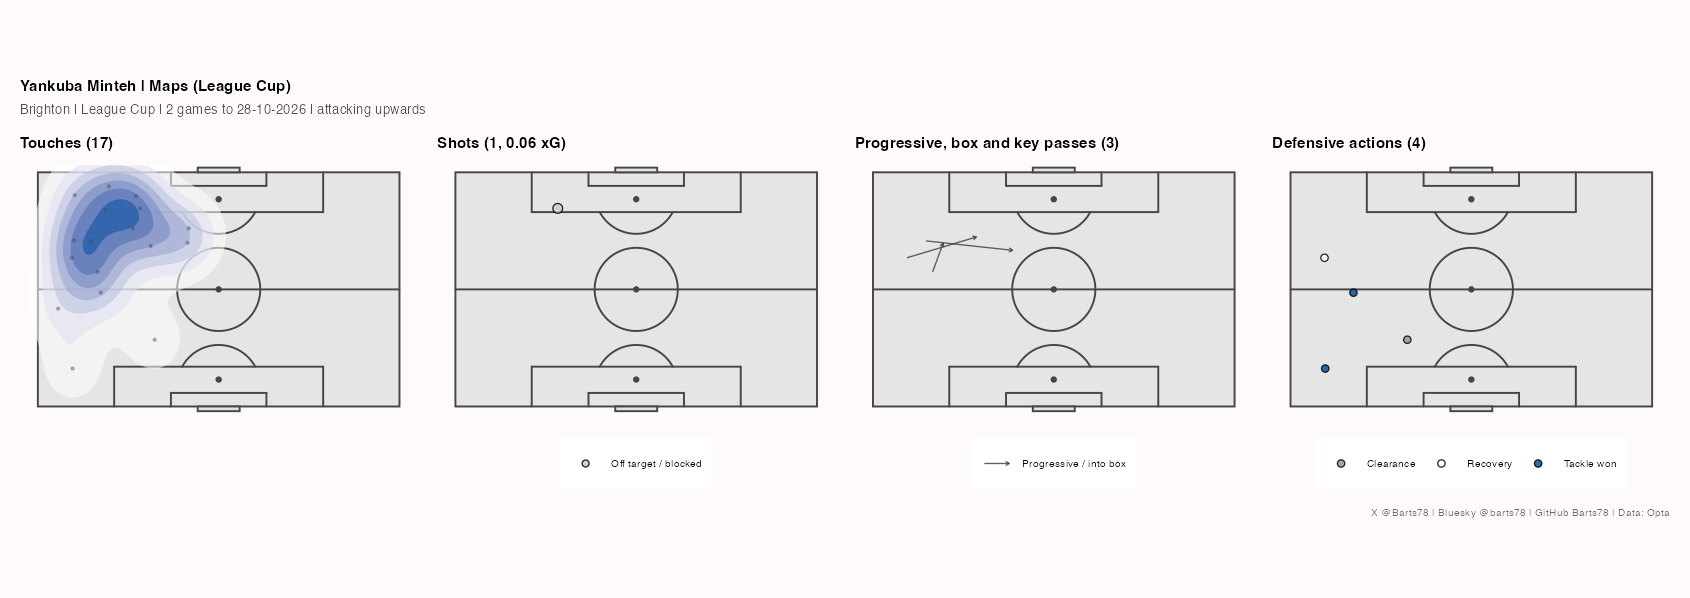 Yankuba Minteh | Maps (League Cup)
Brighton | League Cup | 2 games to 28-10-2026 | attacking upwards
Touches (17)
Shots (1, 0.06 xG)
Progressive, box and key passes (3)
Defensive actions (4)
Off target / blocked
Progressive / into box
Clearance
Recovery
Tackle won
X @Barts78 | Bluesky @barts78 | GitHub Barts78 | Data: Opta